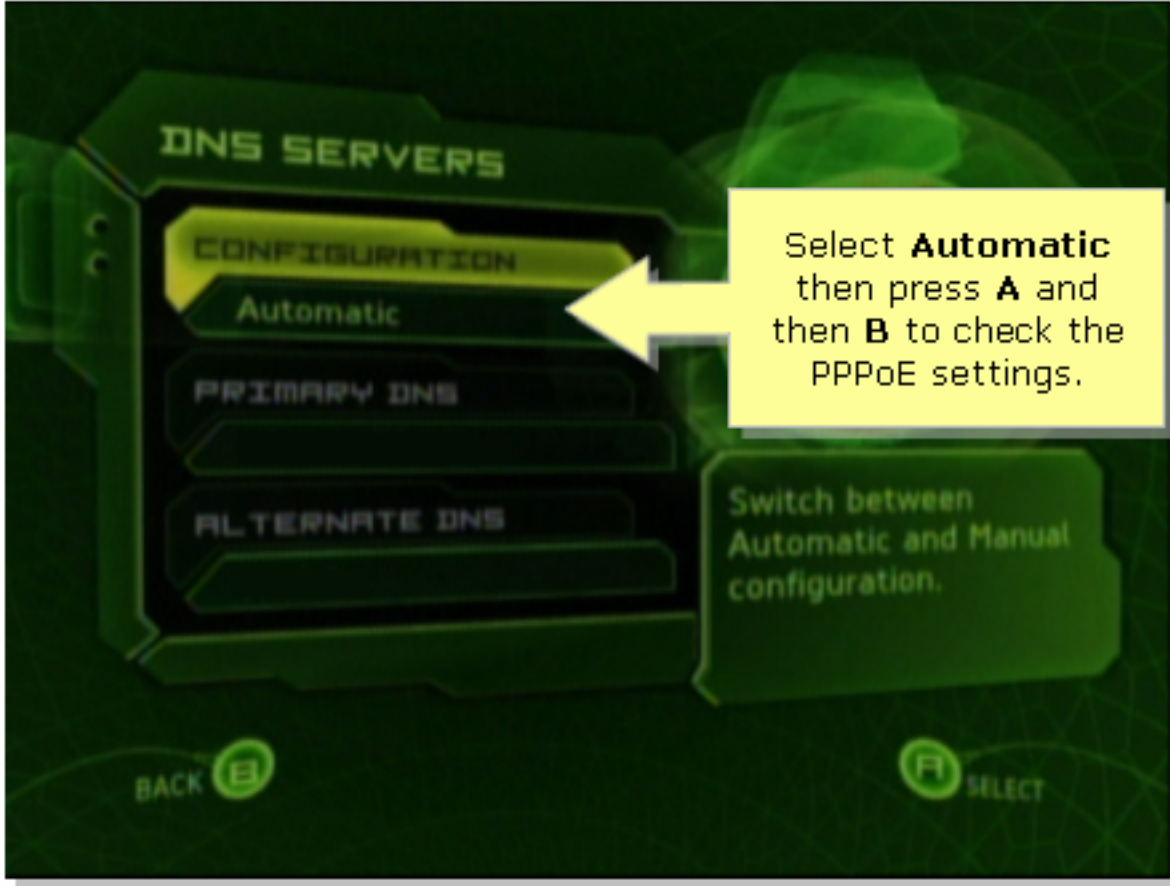 DNS SERVERS
CONFIGURATION
Automatic
PRIMARY DNS
ALTERNATE DNS
Select Automatic
then press A and
then B to check the
PPPoE settings.
Switch between
Automatic and Manual
configuration.
BACK B
A SELECT